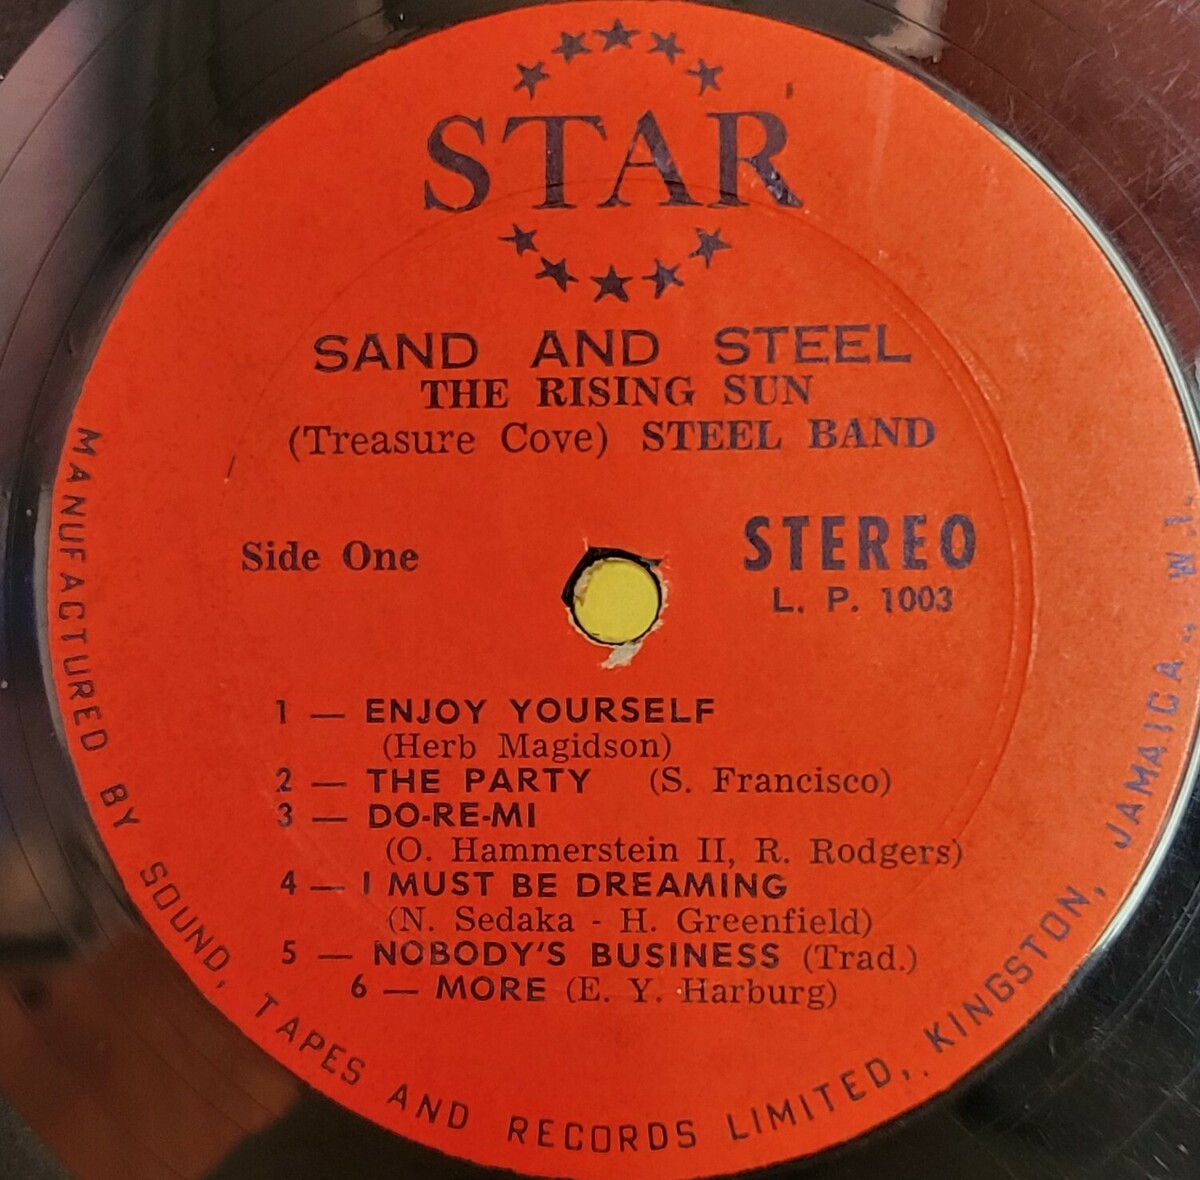 STAR
SAND AND STEEL
THE RISING SUN
(Treasure Cove) STEEL BAND
Side One
STEREO
L. P. 1003
1 — ENJOY YOURSELF
(Herb Magidson)
2 — THE PARTY (S. Francisco)
3 — DO-RE-MI
(O. Hammerstein II, R. Rodgers)
4 — I MUST BE DREAMING
(N. Sedaka - H. Greenfield)
5 — NOBODY'S BUSINESS (Trad.)
6 — MORE (E. Y. Harburg)
MANUFACTURED BY SOUND, TAPES AND RECORDS LIMITED, KINGSTON, JAMAICA, W.I.